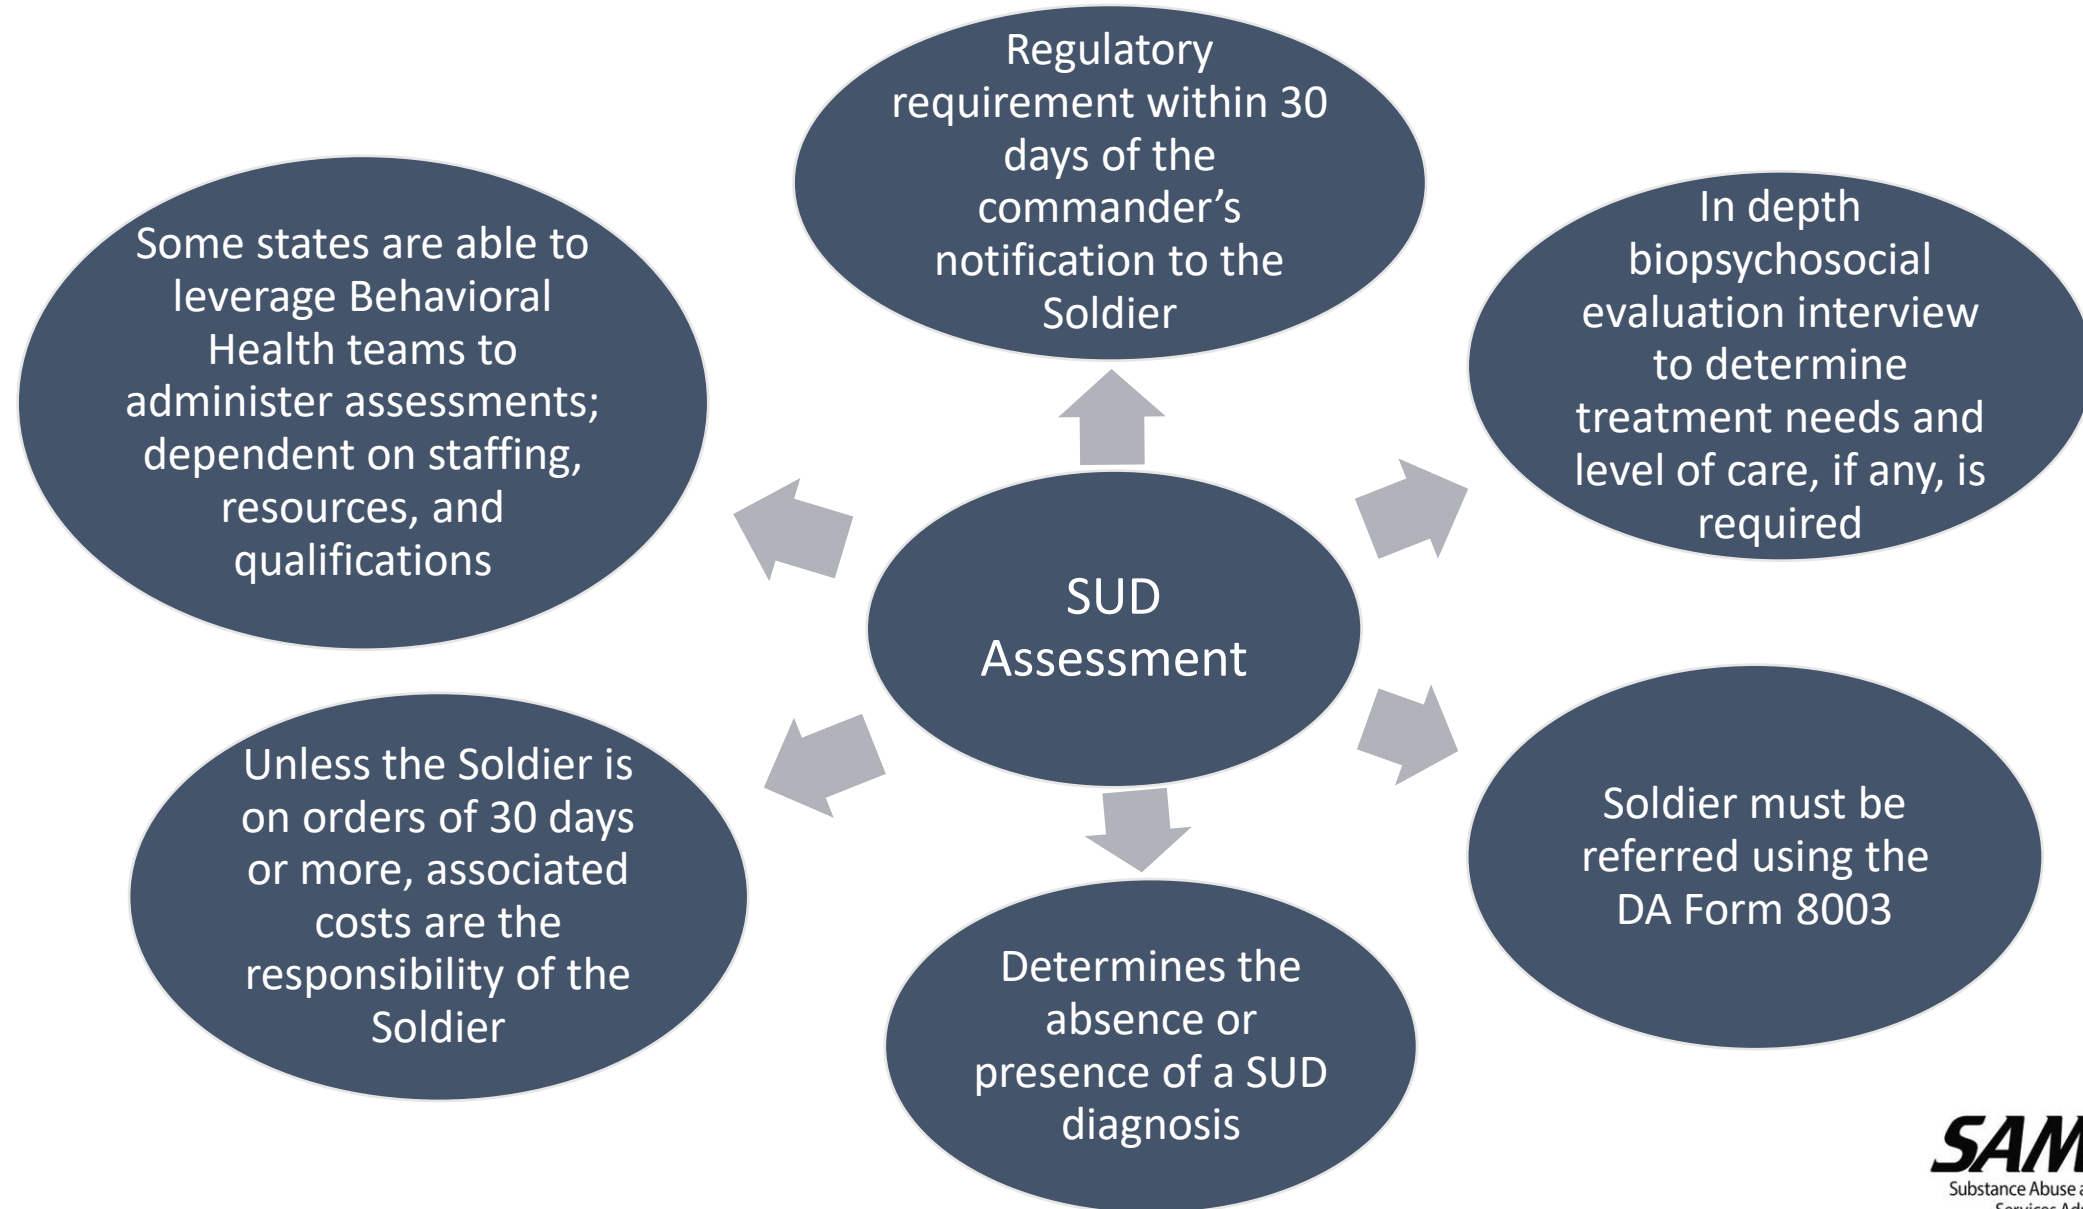 Regulatory
requirement within 30
days of the
commander’s
notification to the
Soldier
In depth
biopsychosocial
evaluation interview
to determine
treatment needs and
level of care, if any, is
required
Soldier must be
referred using the
DA Form 8003
Determines the
absence or
presence of a SUD
diagnosis
Unless the Soldier is
on orders of 30 days
or more, associated
costs are the
responsibility of the
Soldier
Some states are able to
leverage Behavioral
Health teams to
administer assessments;
dependent on staffing,
resources, and
qualifications
SUD
Assessment
Substance Abuse
Services